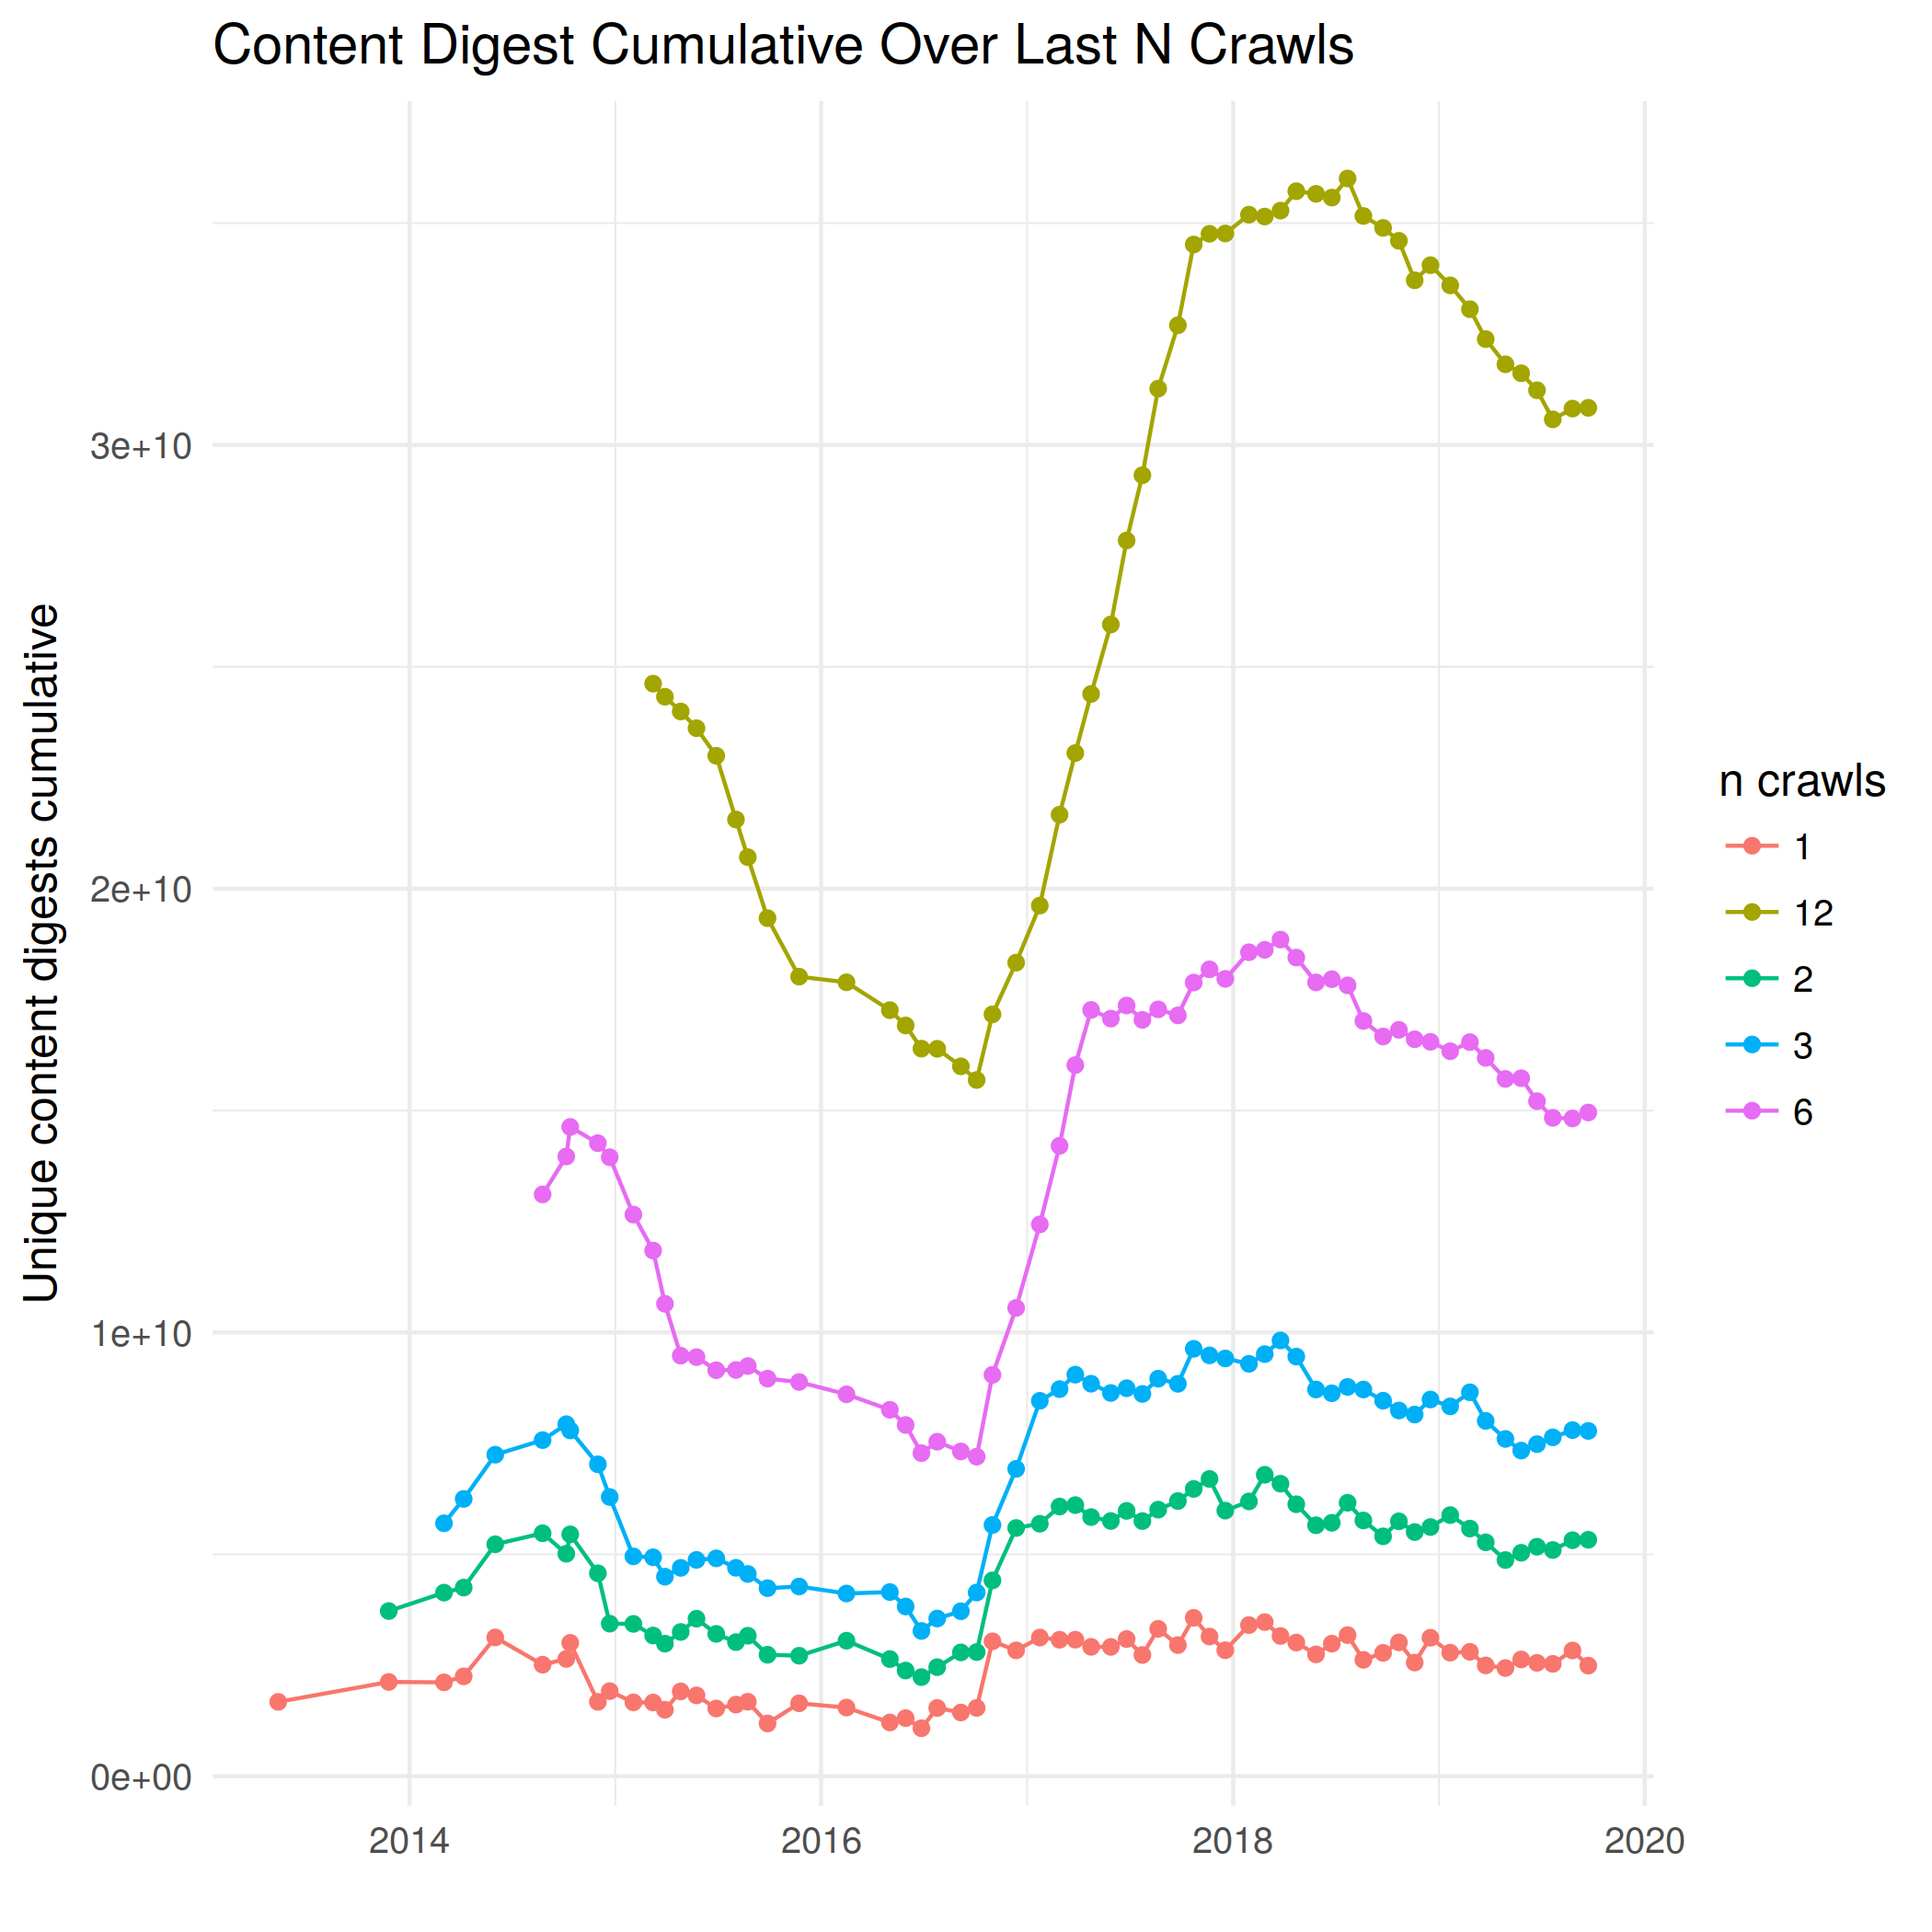 Content Digest Cumulative Over Last N Crawls
Unique content digests cumulative
3e+10
2e+10
1e+10
0e+00
2014
2016
2018
2020
n crawls
1
12
2
3
6